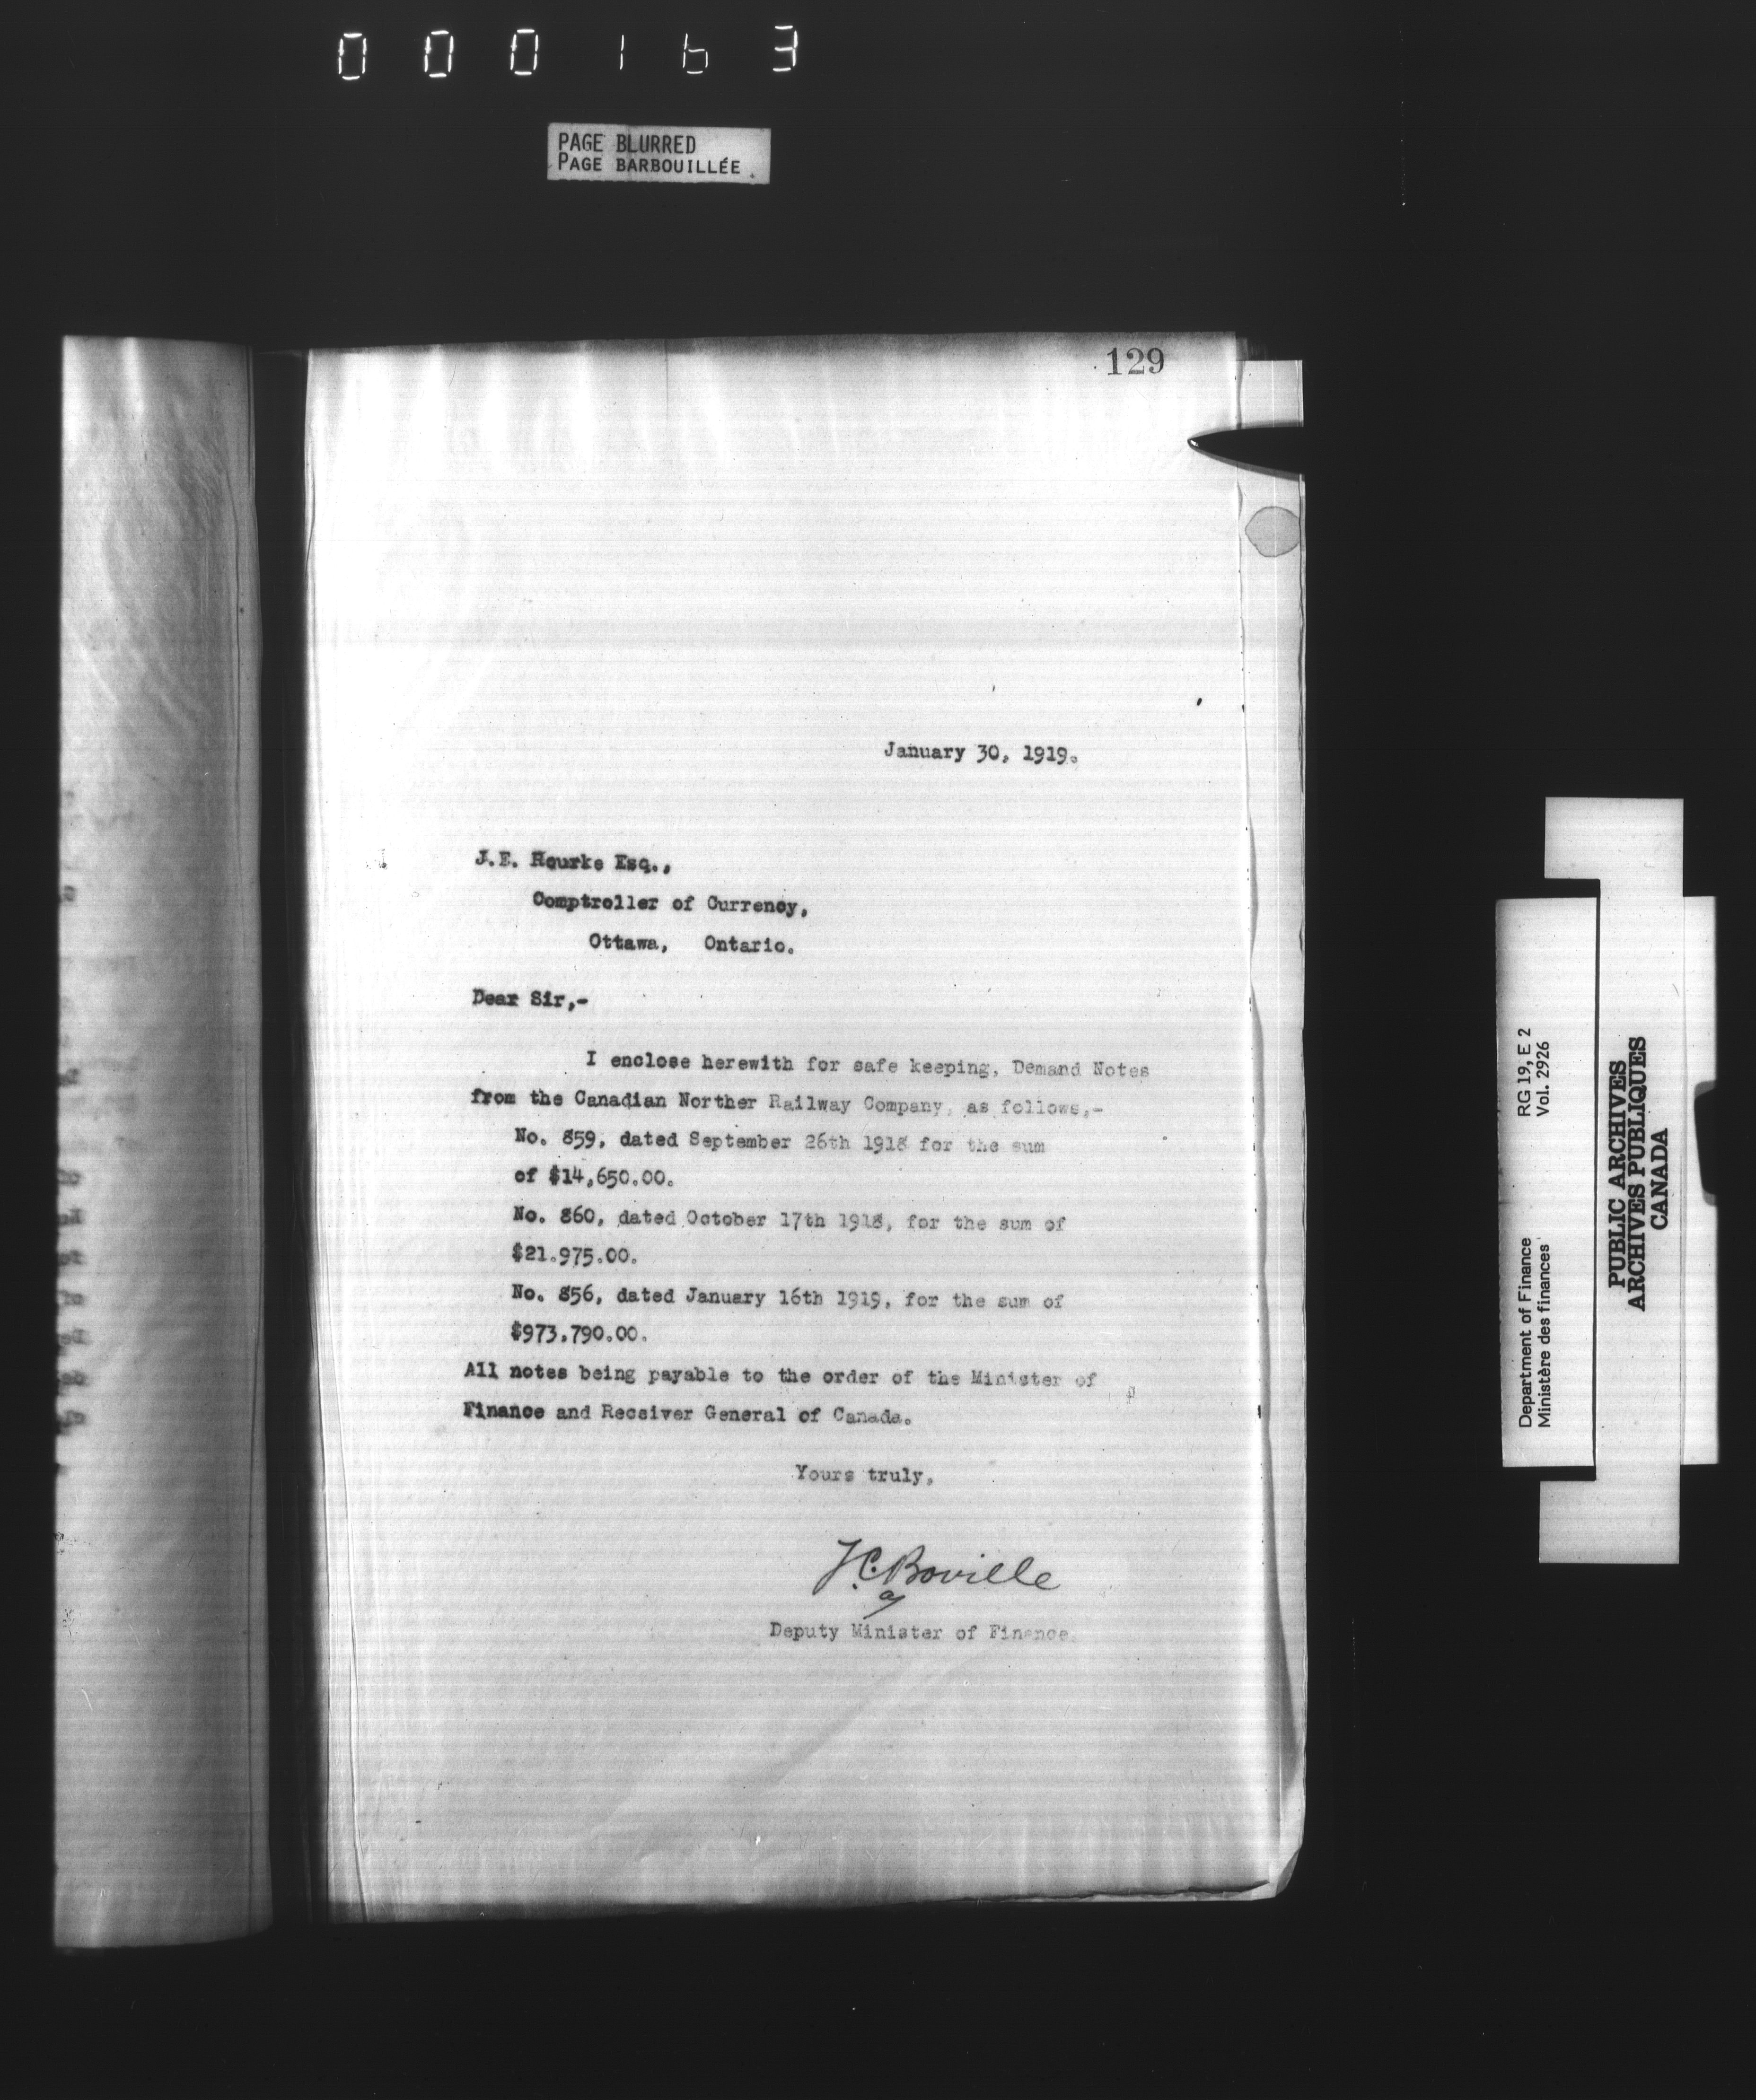 000163
PAGE BLURRED
PAGE BARBOUILLÉE
129
January 30, 1919.
J.E. Rourke Esq.,
Comptroller of Currency,
Ottawa, Ontario.
Dear Sir,-
I enclose herewith for safe keeping, Demand Notes
from the Canadian Norther Railway Company, as follows,-
No. 859, dated September 26th 1918 for the sum
of $14,650.00.
No. 860, dated October 17th 1918, for the sum of
$21.975.00.
No. 856, dated January 16th 1919, for the sum of
$973,790.00.
All notes being payable to the order of the Minister of
Finance and Receiver General of Canada.
Yours truly,
T.C. Boville
Deputy Minister of Finance.
Department of Finance RG 19, E 2
Ministère des finances Vol. 2926
PUBLIC ARCHIVES
ARCHIVES PUBLIQUES
CANADA